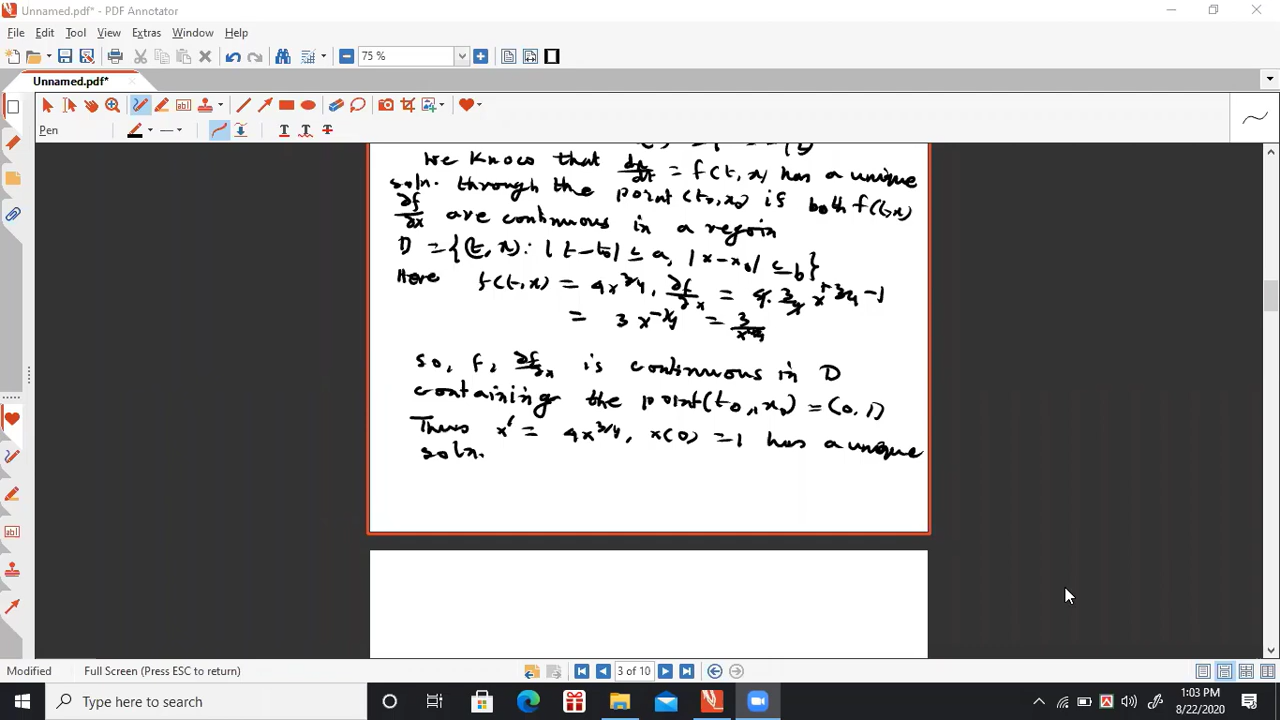 Unnamed.pdf* - PDF Annotator
File Edit Tool View Extras Window Help
75 %
Unnamed.pdf*
Pen
We know that dx/dt = f(t, x) has a unique
soln. through the point (t0, x0) is both f(t, x)
∂f/∂x are continuous in a regoin
D = {(t, x): |t-t0| ≤ a, |x-x0| ≤ b}
Here f(t, x) = 4x^3/4, ∂f/∂x = 4. 3/4 x^3/4 -1
= 3 x^-1/4 = 3/x^1/4
so, f, ∂f/∂x is continuous in D
containing the point (t0, x0) = (0, 1)
Thus x' = 4x^3/4, x(0) = 1 has a unique
soln.
Modified Full Screen (Press ESC to return) 3 of 10
Type here to search
1:03 PM
8/22/2020